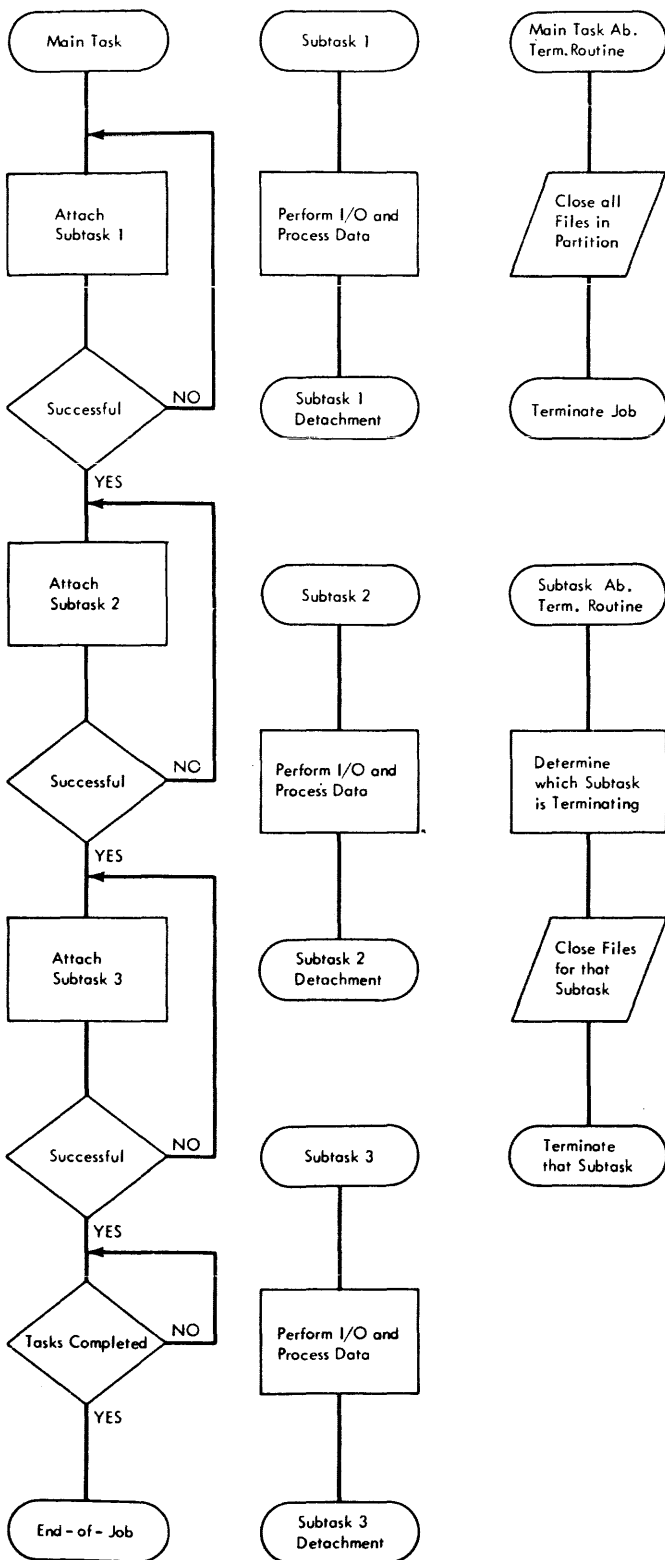 Main Task
Attach
Subtask 1
Successful
NO
YES
Attach
Subtask 2
Successful
NO
YES
Attach
Subtask 3
Successful
NO
YES
Tasks Completed
NO
YES
End-of-Job
Subtask 1
Perform I/O and
Process Data
Subtask 1
Detachment
Subtask 2
Perform I/O and
Process Data
Subtask 2
Detachment
Subtask 3
Perform I/O and
Process Data
Subtask 3
Detachment
Main Task Ab.
Term. Routine
Close all
Files in
Partition
Terminate Job
Subtask Ab.
Term. Routine
Determine
which Subtask
is Terminating
Close Files
for that
Subtask
Terminate
that Subtask